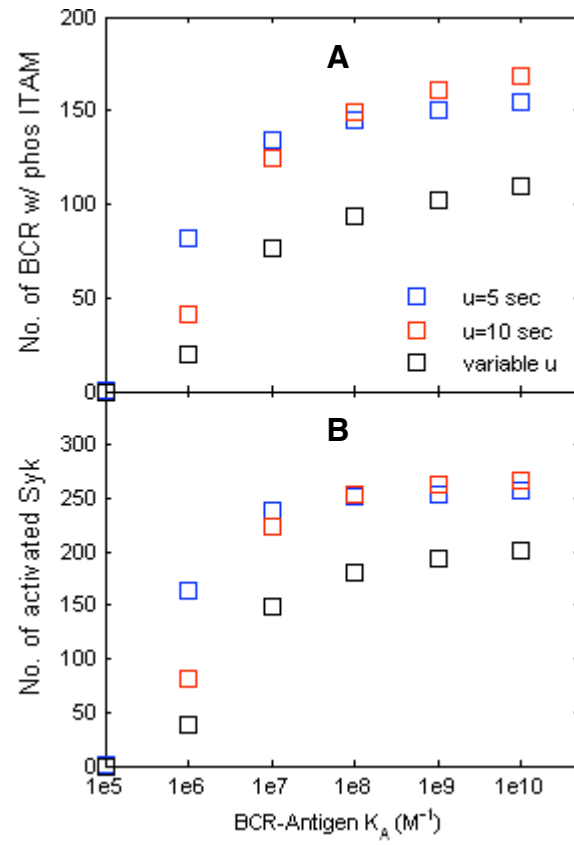 200
A
150
100
50
0
No. of BCR w/ phos ITAM
u=5 sec
u=10 sec
variable u
B
300
250
200
150
100
50
0
No. of activated Syk
1e5 1e6 1e7 1e8 1e9 1e10
BCR-Antigen K_A (M⁻¹)